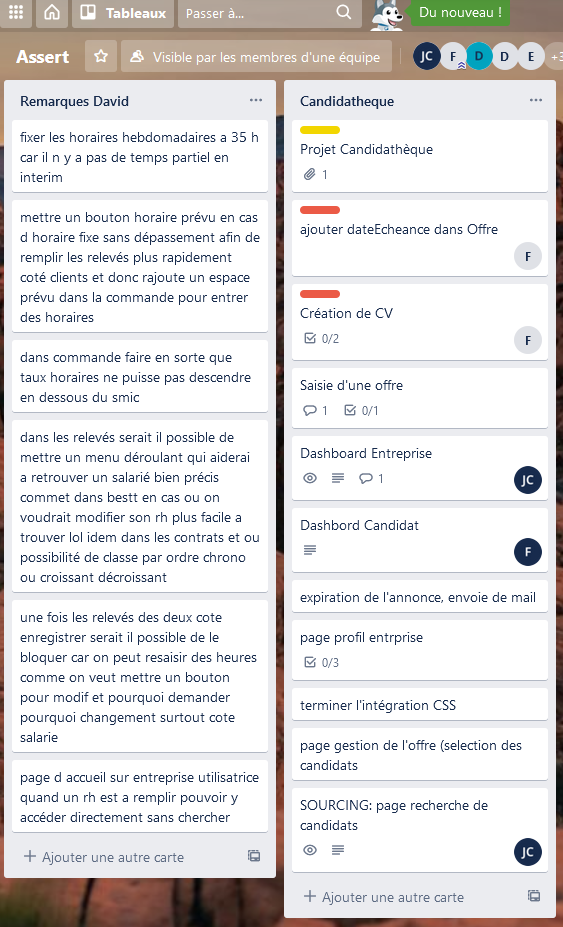 Tableaux
Passer à...
Du nouveau !
Assert
Visible par les membres d'une équipe
JC
F
D
D
E
+3
Remarques David
fixer les horaires hebdomadaires a 35 h
car il n y a pas de temps partiel en
interim
mettre un bouton horaire prévu en cas
d horaire fixe sans dépassement afin de
remplir les relevés plus rapidement
coté clients et donc rajoute un espace
prévu dans la commande pour entrer
des horaires
dans commande faire en sorte que
taux horaires ne puisse pas descendre
en dessous du smic
dans les relevés serait il possible de
mettre un menu déroulant qui aiderai
a retrouver un salarié bien précis
commet dans bestt en cas ou on
voudrait modifier son rh plus facile a
trouver lol idem dans les contrats et ou
possibilité de classe par ordre chrono
ou croissant décroissant
une fois les relevés des deux cote
enregistrer serait il possible de le
bloquer car on peut resaisir des heures
comme on veut mettre un bouton
pour modif et pourquoi demander
pourquoi changement surtout cote
salarie
page d accueil sur entreprise utilisatrice
quand un rh est a remplir pouvoir y
accéder directement sans chercher
Ajouter une autre carte
Candidatheque
Projet Candidathèque
1
ajouter dateEcheance dans Offre
F
Création de CV
0/2
F
Saisie d'une offre
1 0/1
Dashboard Entreprise
1
JC
Dashbord Candidat
F
expiration de l'annonce, envoie de mail
page profil entrprise
0/3
terminer l'intégration CSS
page gestion de l'offre (selection des
candidats
SOURCING: page recherche de
candidats
JC
Ajouter une autre carte